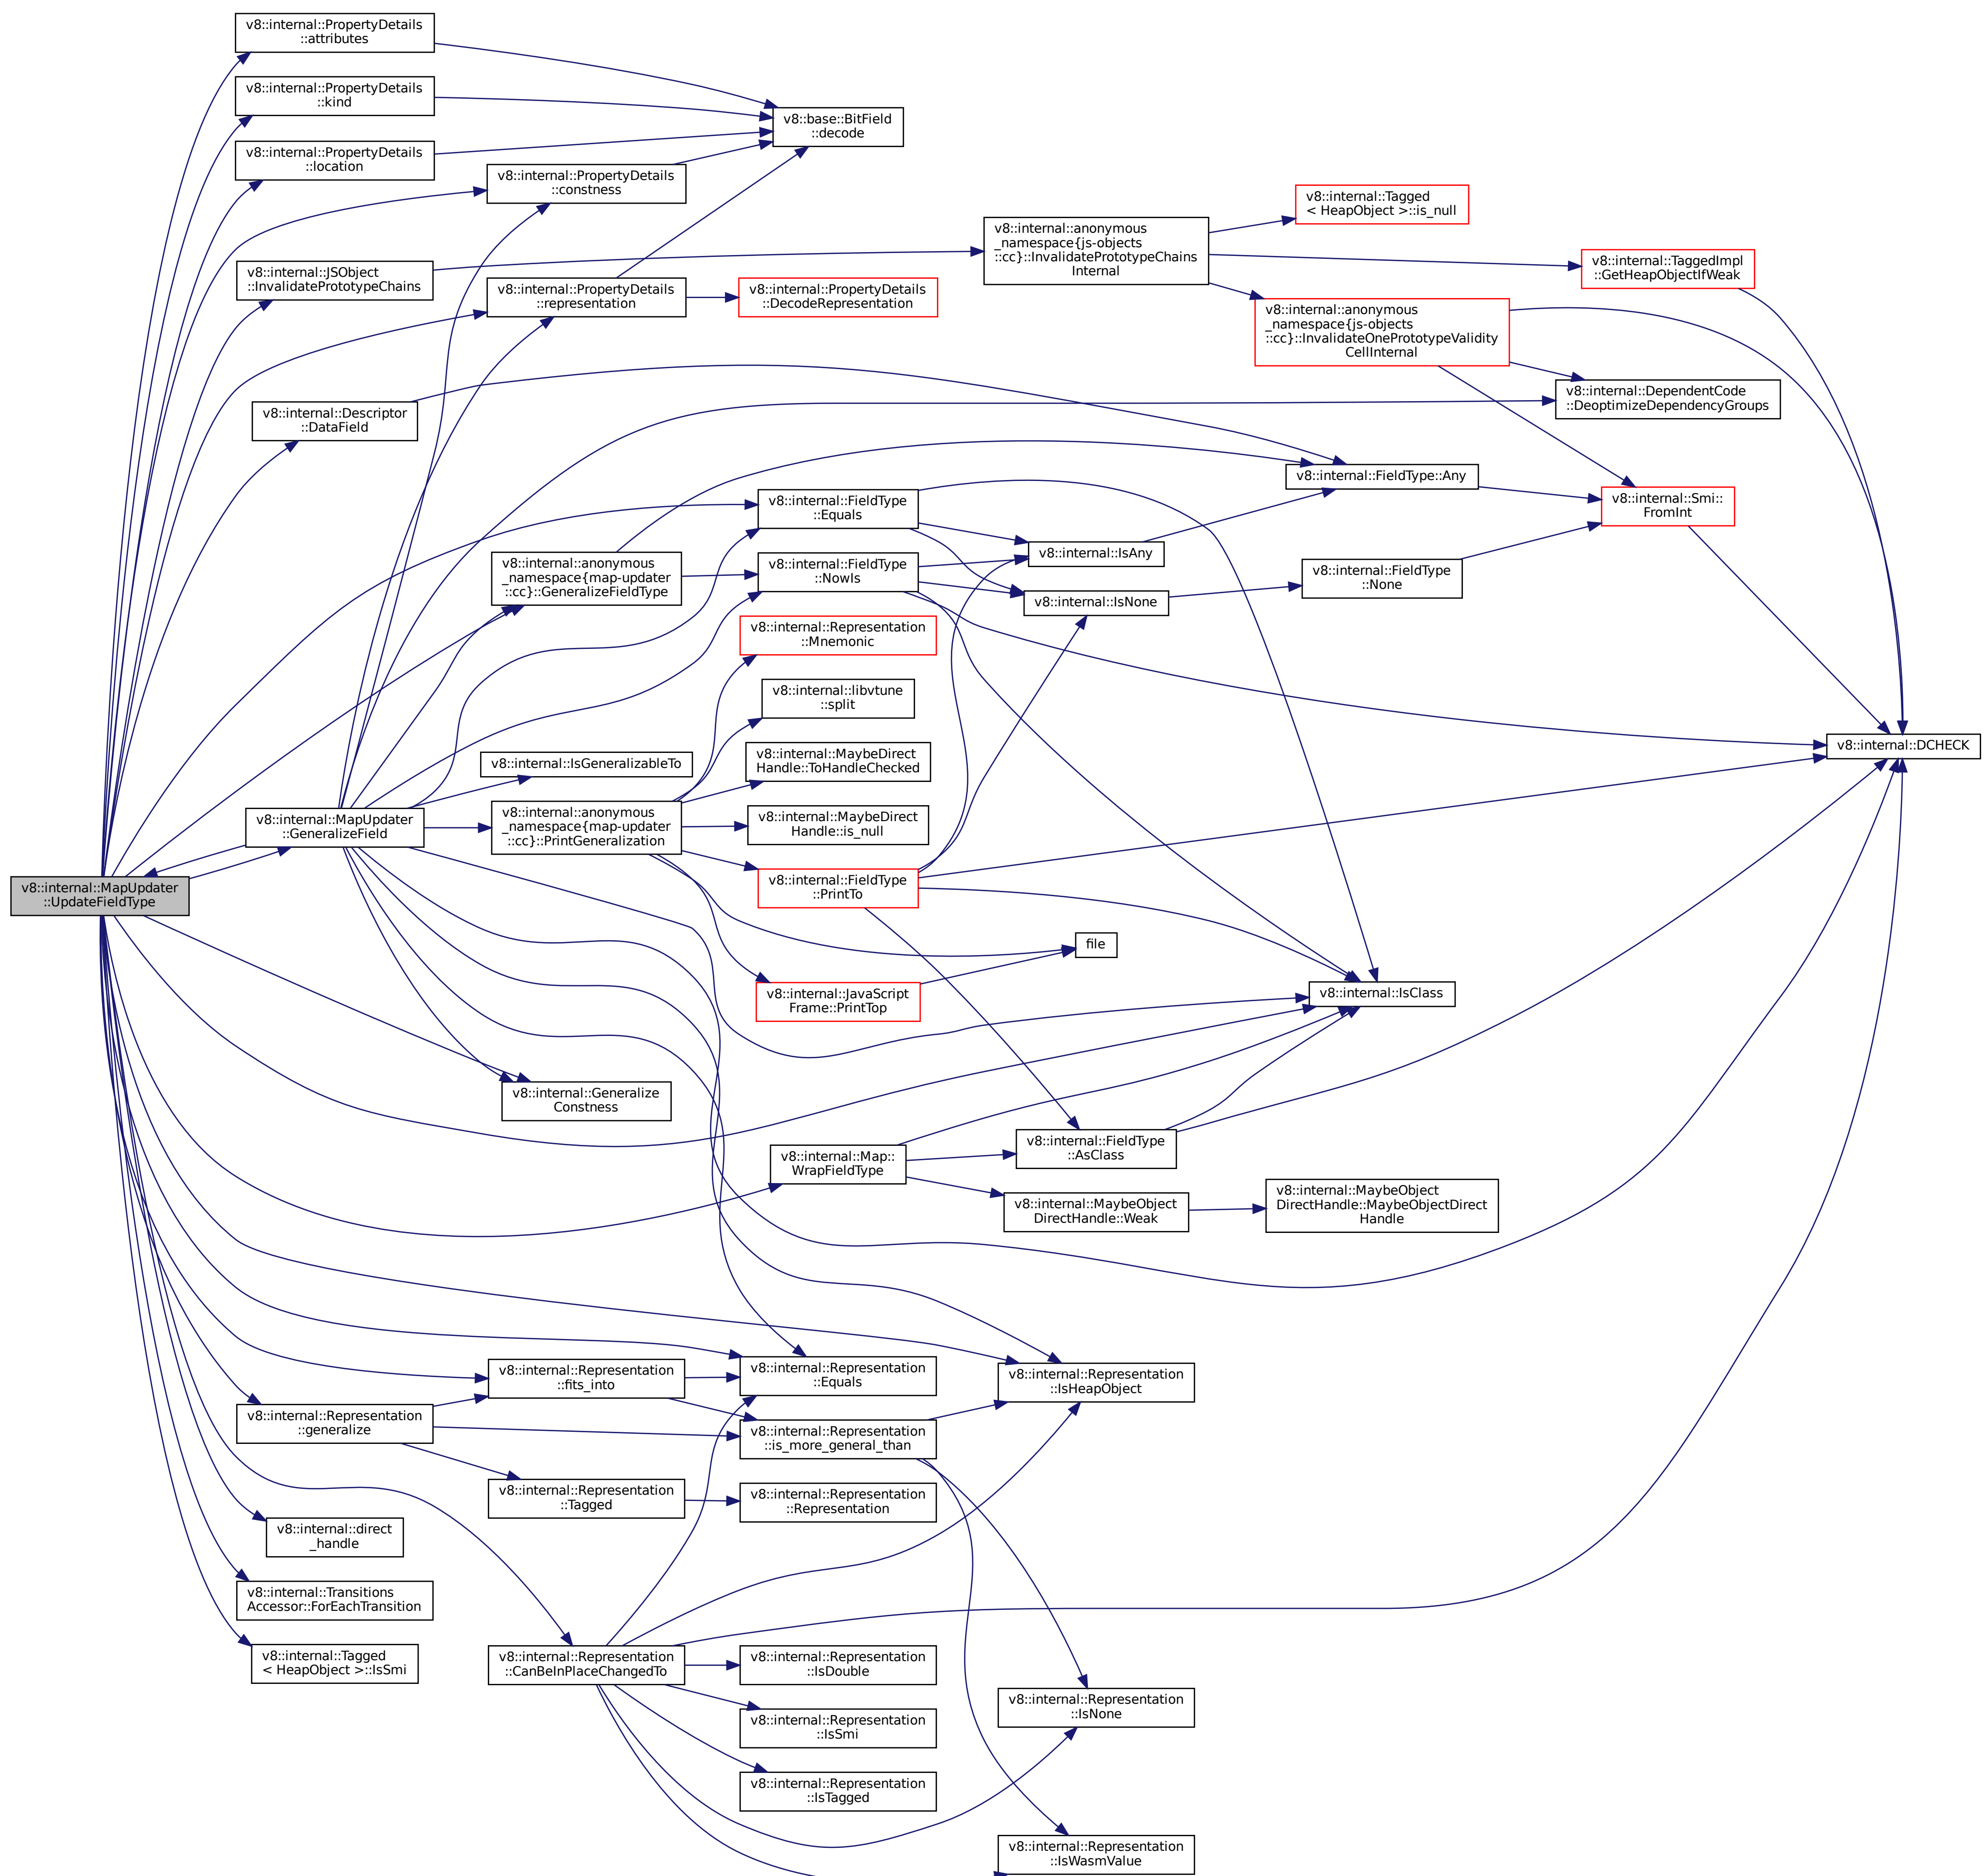 v8::internal::PropertyDetails
::attributes
v8::internal::PropertyDetails
::kind
v8::base::BitField
::decode
v8::internal::PropertyDetails
::location
v8::internal::PropertyDetails
::constness
v8::internal::Tagged
< HeapObject >::is_null
v8::internal::anonymous
_namespace{js-objects
::cc}::InvalidatePrototypeChains
Internal
v8::internal::TaggedImpl
::GetHeapObjectIfWeak
v8::internal::JSObject
::InvalidatePrototypeChains
v8::internal::PropertyDetails
::representation
v8::internal::PropertyDetails
::DecodeRepresentation
v8::internal::anonymous
_namespace{js-objects
::cc}::InvalidateOnePrototypeValidity
CellInternal
v8::internal::DependentCode
::DeoptimizeDependencyGroups
v8::internal::Descriptor
::DataField
v8::internal::FieldType::Any
v8::internal::FieldType
::Equals
v8::internal::Smi::
FromInt
v8::internal::IsAny
v8::internal::anonymous
_namespace{map-updater
::cc}::GeneralizeFieldType
v8::internal::FieldType
::NowIs
v8::internal::FieldType
::None
v8::internal::IsNone
v8::internal::Representation
::Mnemonic
v8::internal::libvtune
::split
v8::internal::DCHECK
v8::internal::IsGeneralizableTo
v8::internal::MaybeDirect
Handle::ToHandleChecked
v8::internal::MapUpdater
::GeneralizeField
v8::internal::anonymous
_namespace{map-updater
::cc}::PrintGeneralization
v8::internal::MaybeDirect
Handle::is_null
v8::internal::MapUpdater
::UpdateFieldType
v8::internal::FieldType
::PrintTo
file
v8::internal::JavaScript
Frame::PrintTop
v8::internal::IsClass
v8::internal::Generalize
Constness
v8::internal::FieldType
::AsClass
v8::internal::Map::
WrapFieldType
v8::internal::MaybeObject
DirectHandle::Weak
v8::internal::MaybeObject
DirectHandle::MaybeObjectDirect
Handle
v8::internal::Representation
::fits_into
v8::internal::Representation
::Equals
v8::internal::Representation
::IsHeapObject
v8::internal::Representation
::generalize
v8::internal::Representation
::is_more_general_than
v8::internal::Representation
::Tagged
v8::internal::Representation
::Representation
v8::internal::direct
_handle
v8::internal::Transitions
Accessor::ForEachTransition
v8::internal::Tagged
< HeapObject >::IsSmi
v8::internal::Representation
::CanBeInPlaceChangedTo
v8::internal::Representation
::IsDouble
v8::internal::Representation
::IsNone
v8::internal::Representation
::IsSmi
v8::internal::Representation
::IsTagged
v8::internal::Representation
::IsWasmValue